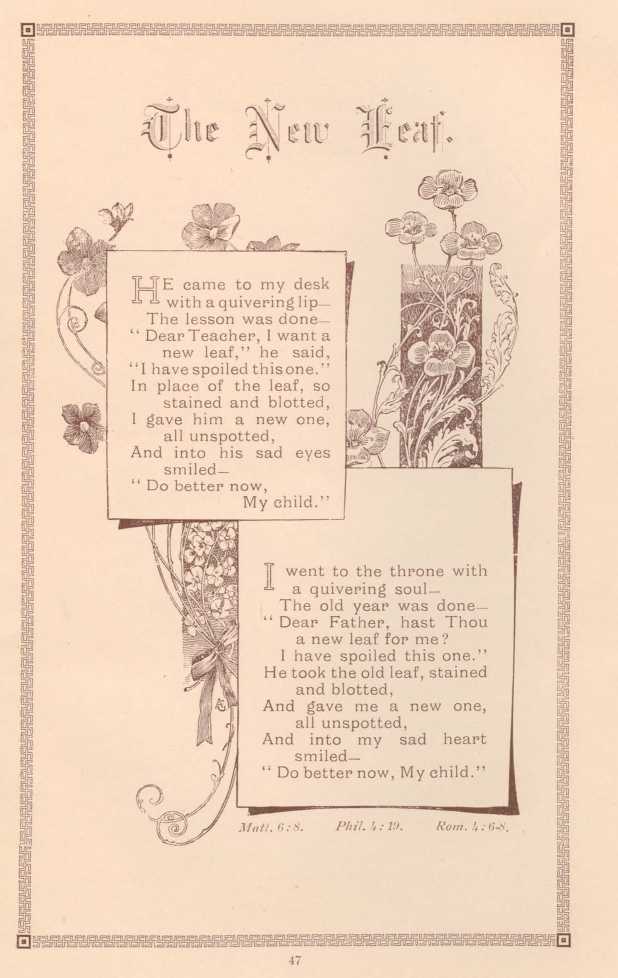 The New Leaf.
HE came to my desk
with a quivering lip—
The lesson was done—
“Dear Teacher, I want a
new leaf,” he said,
“I have spoiled this one.”
In place of the leaf, so
stained and blotted,
I gave him a new one,
all unspotted,
And into his sad eyes
smiled—
“Do better now,
My child.”
I went to the throne with
a quivering soul—
The old year was done—
“Dear Father, hast Thou
a new leaf for me?
I have spoiled this one.”
He took the old leaf, stained
and blotted,
And gave me a new one,
all unspotted,
And into my sad heart
smiled—
“Do better now, My child.”
Matt. 6:8. Phil. 4:19. Rom. 4:6-8.
47